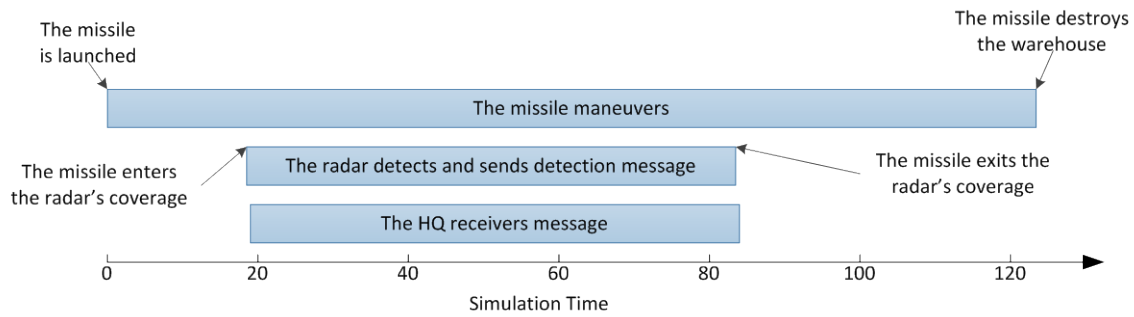 The missile
is launched
The missile destroys
the warehouse
The missile maneuvers
The missile enters
the radar's coverage
The radar detects and sends detection message
The missile exits the
radar's coverage
The HQ receivers message
0 20 40 60 80 100 120
Simulation Time